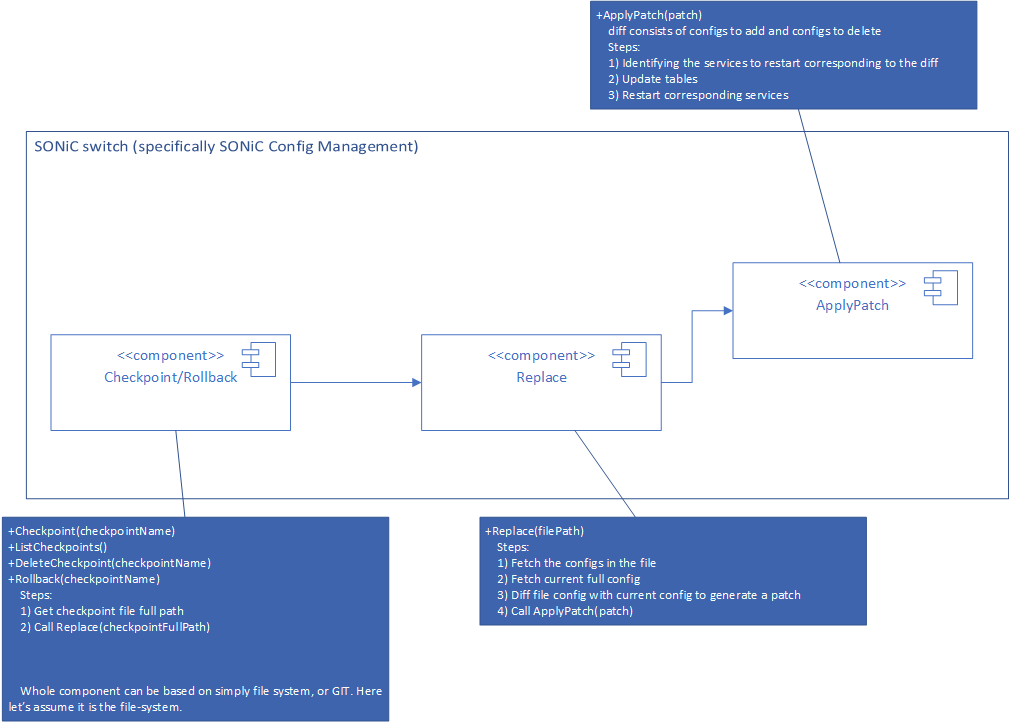 +ApplyPatch(patch)
diff consists of configs to add and configs to delete
Steps:
1) Identifying the services to restart corresponding to the diff
2) Update tables
3) Restart corresponding services
SONiC switch (specifically SONiC Config Management)
<<component>>
ApplyPatch
<<component>>
Checkpoint/Rollback
<<component>>
Replace
+Checkpoint(checkpointName)
+ListCheckpoints()
+DeleteCheckpoint(checkpointName)
+Rollback(checkpointName)
Steps:
1) Get checkpoint file full path
2) Call Replace(checkpointFullPath)
Whole component can be based on simply file system, or GIT. Here
let's assume it is the file-system.
+Replace(filePath)
Steps:
1) Fetch the configs in the file
2) Fetch current full config
3) Diff file config with current config to generate a patch
4) Call ApplyPatch(patch)